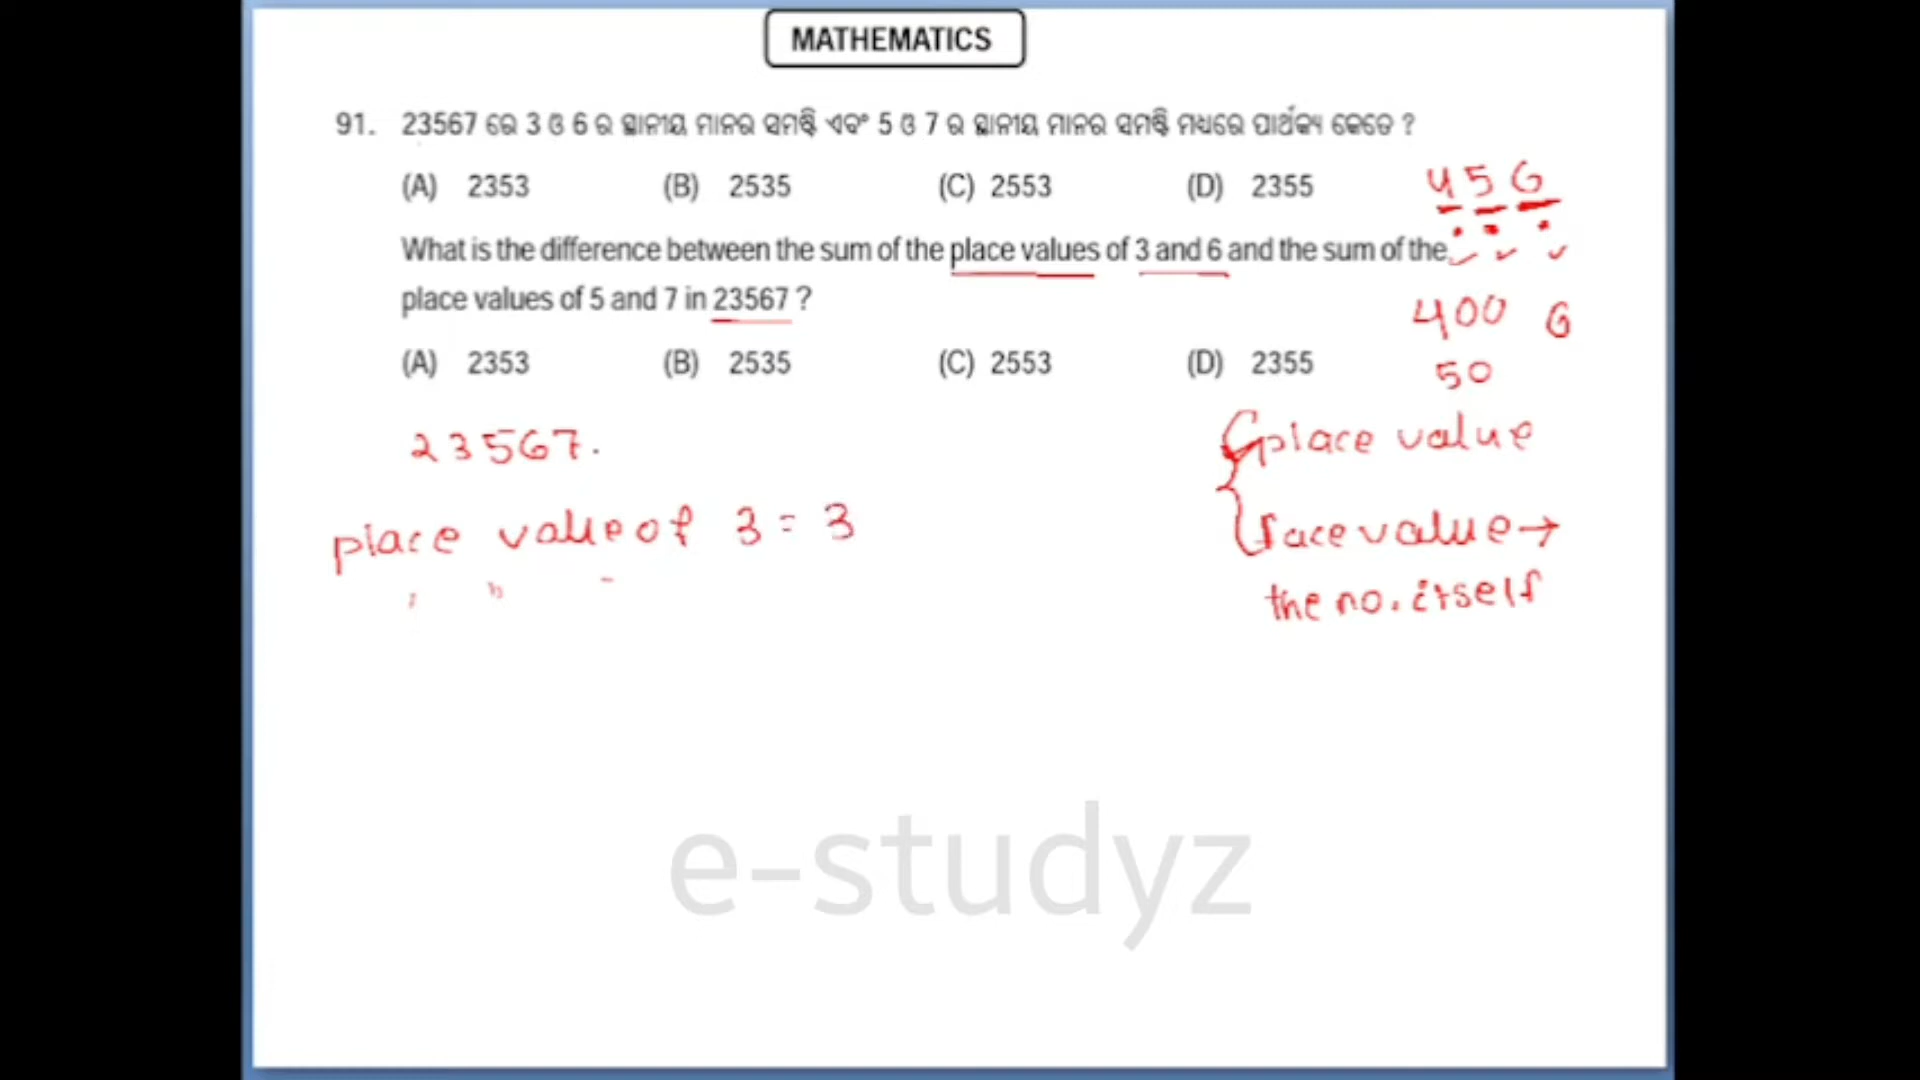 MATHEMATICS
91. 23567 ରେ 3 ଓ 6 ର ସ୍ଥାନୀୟ ମାନର ସମଷ୍ଟି ଏବଂ 5 ଓ 7 ର ସ୍ଥାନୀୟ ମାନର ସମଷ୍ଟି ମଧ୍ୟରେ ପାର୍ଥକ୍ୟ କେତେ ?
(A) 2353 (B) 2535 (C) 2553 (D) 2355
456
What is the difference between the sum of the place values of 3 and 6 and the sum of the
place values of 5 and 7 in 23567 ?
400 6
(A) 2353 (B) 2535 (C) 2553 (D) 2355
50
23567.
place value
place value of 3 = 3
face value →
the no. itself
e-studyz